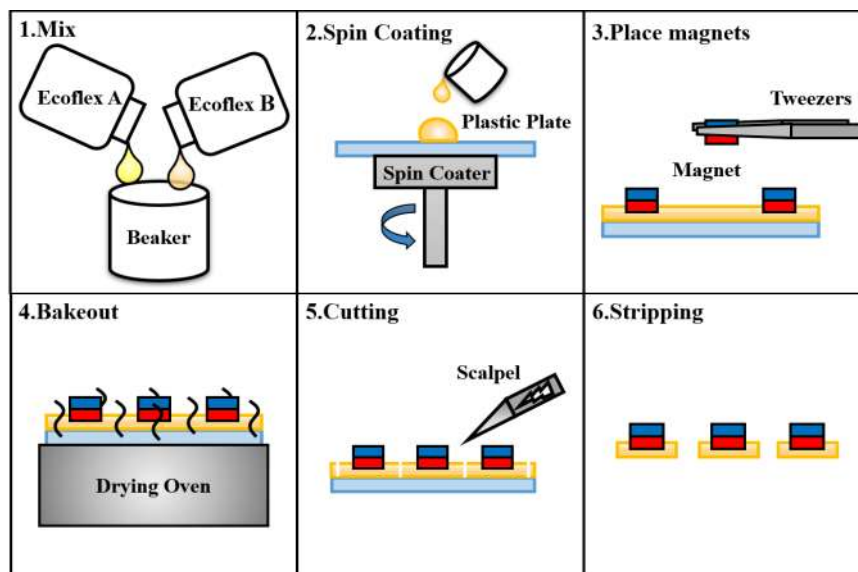 1.Mix
Ecoflex A
Ecoflex B
Beaker
2.Spin Coating
Plastic Plate
Spin Coater
3.Place magnets
Tweezers
Magnet
4.Bakeout
Drying Oven
5.Cutting
Scalpel
6.Stripping